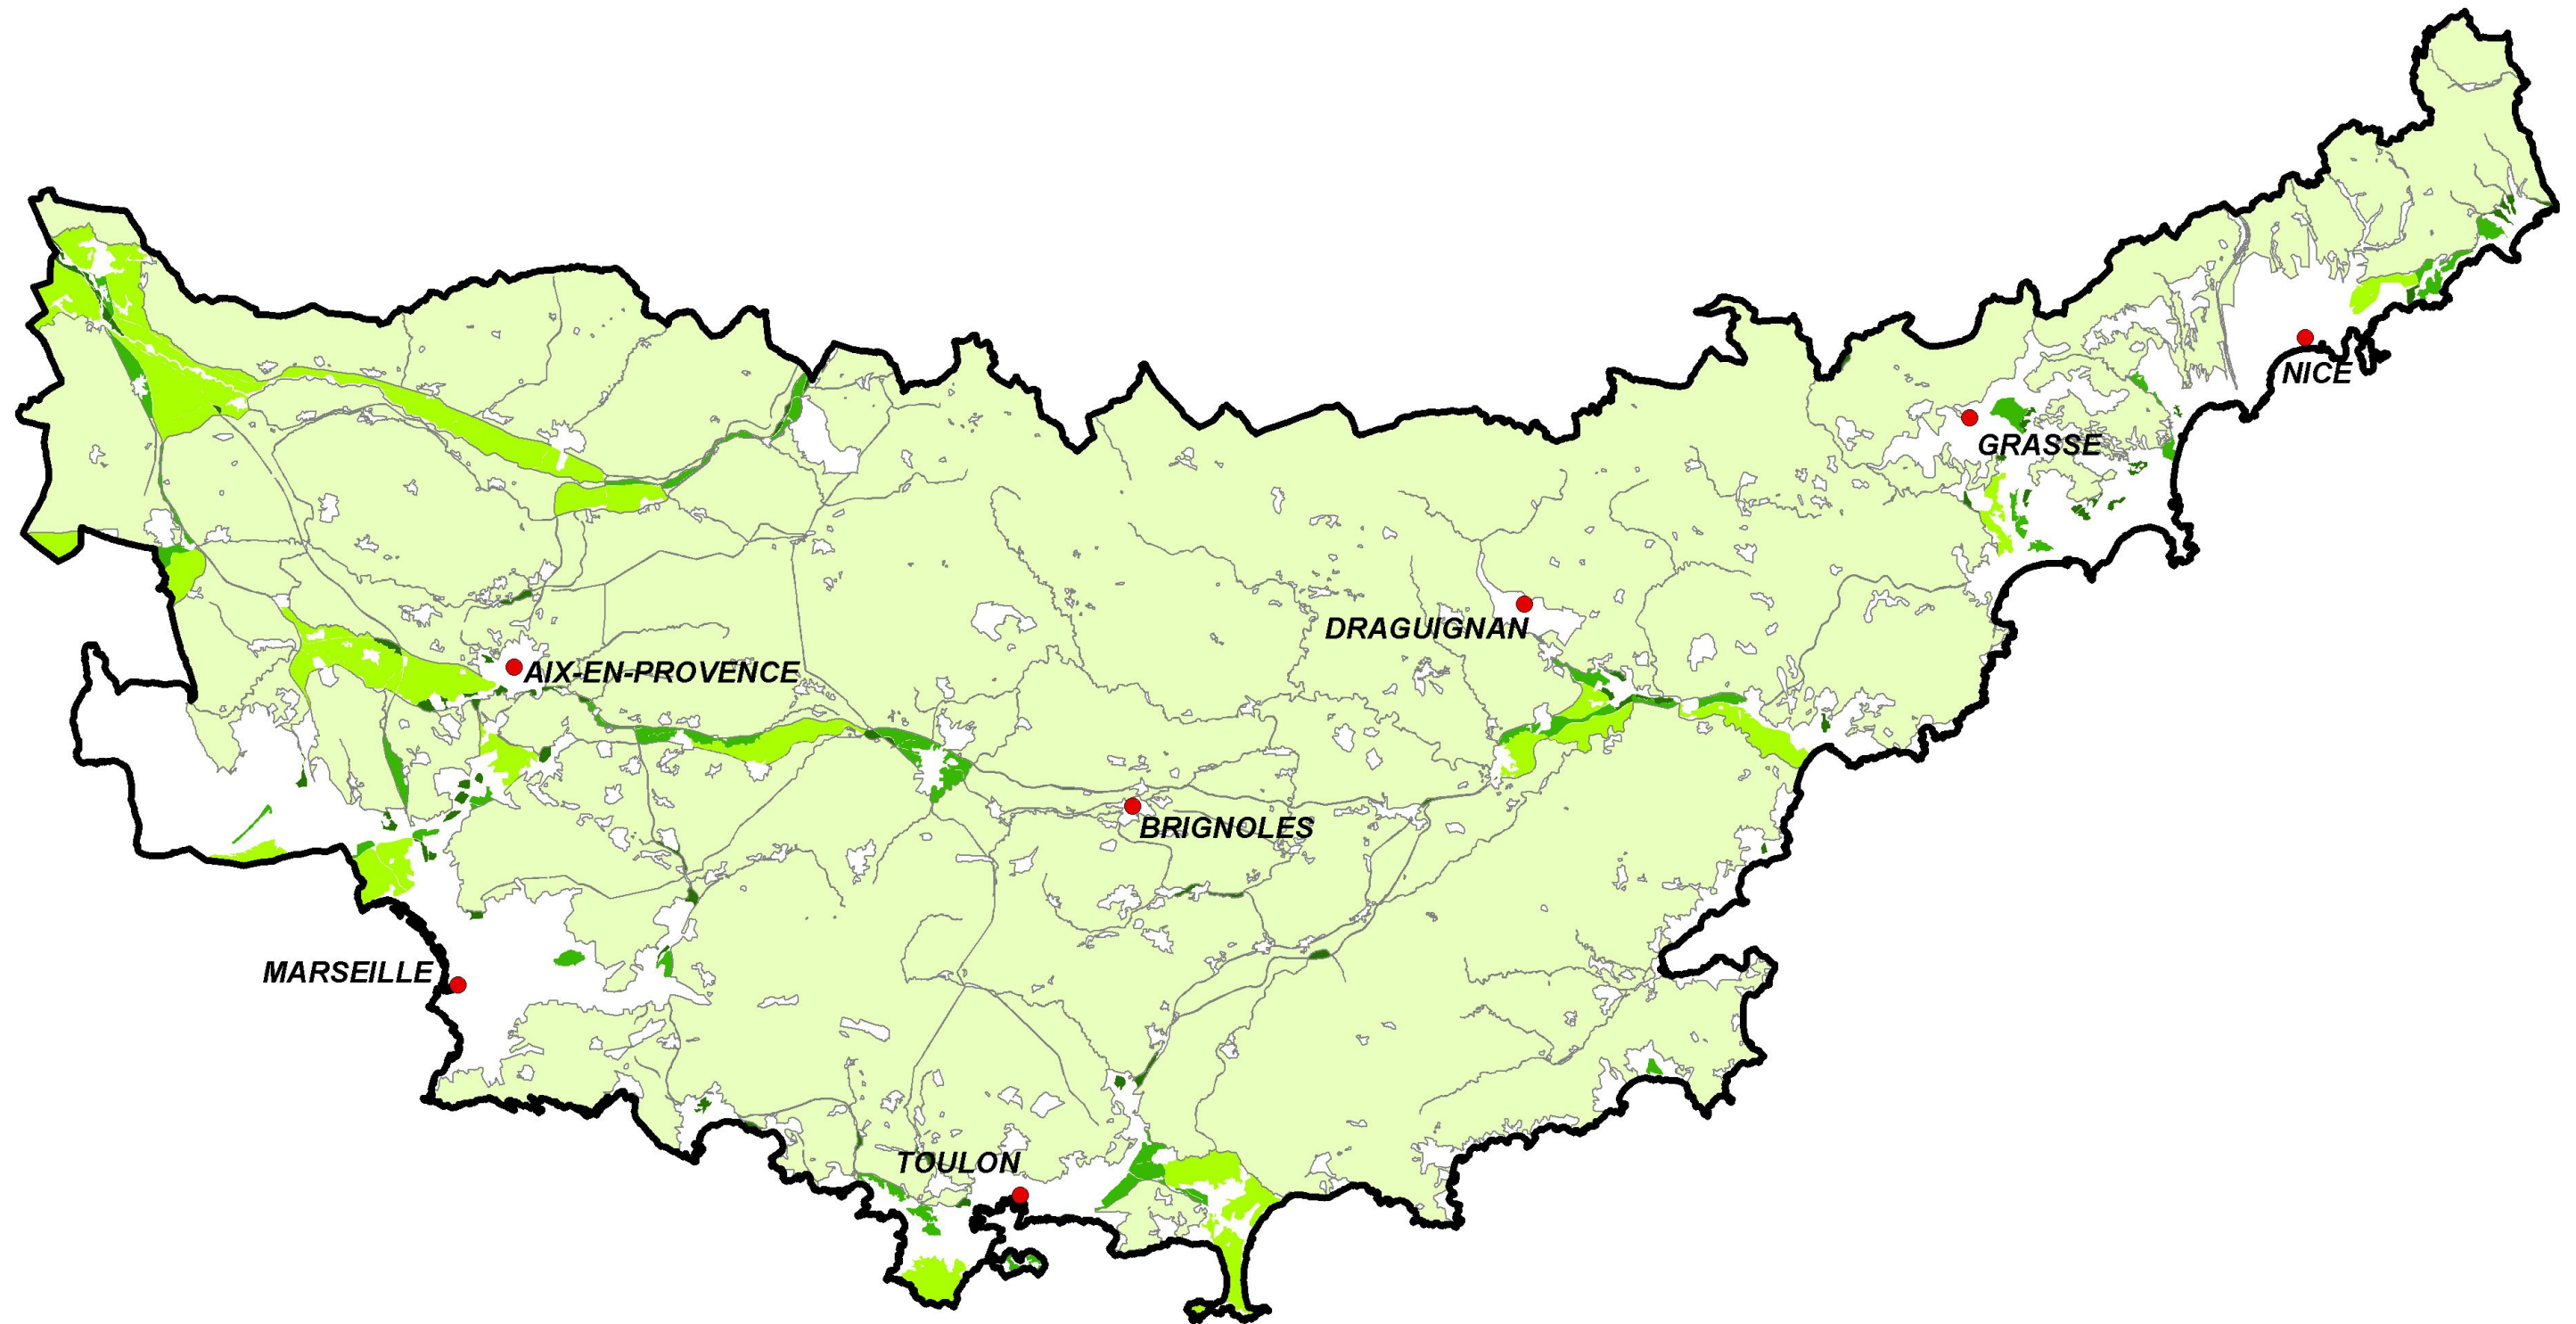 NICE
GRASSE
DRAGUIGNAN
AIX-EN-PROVENCE
BRIGNOLES
MARSEILLE
TOULON